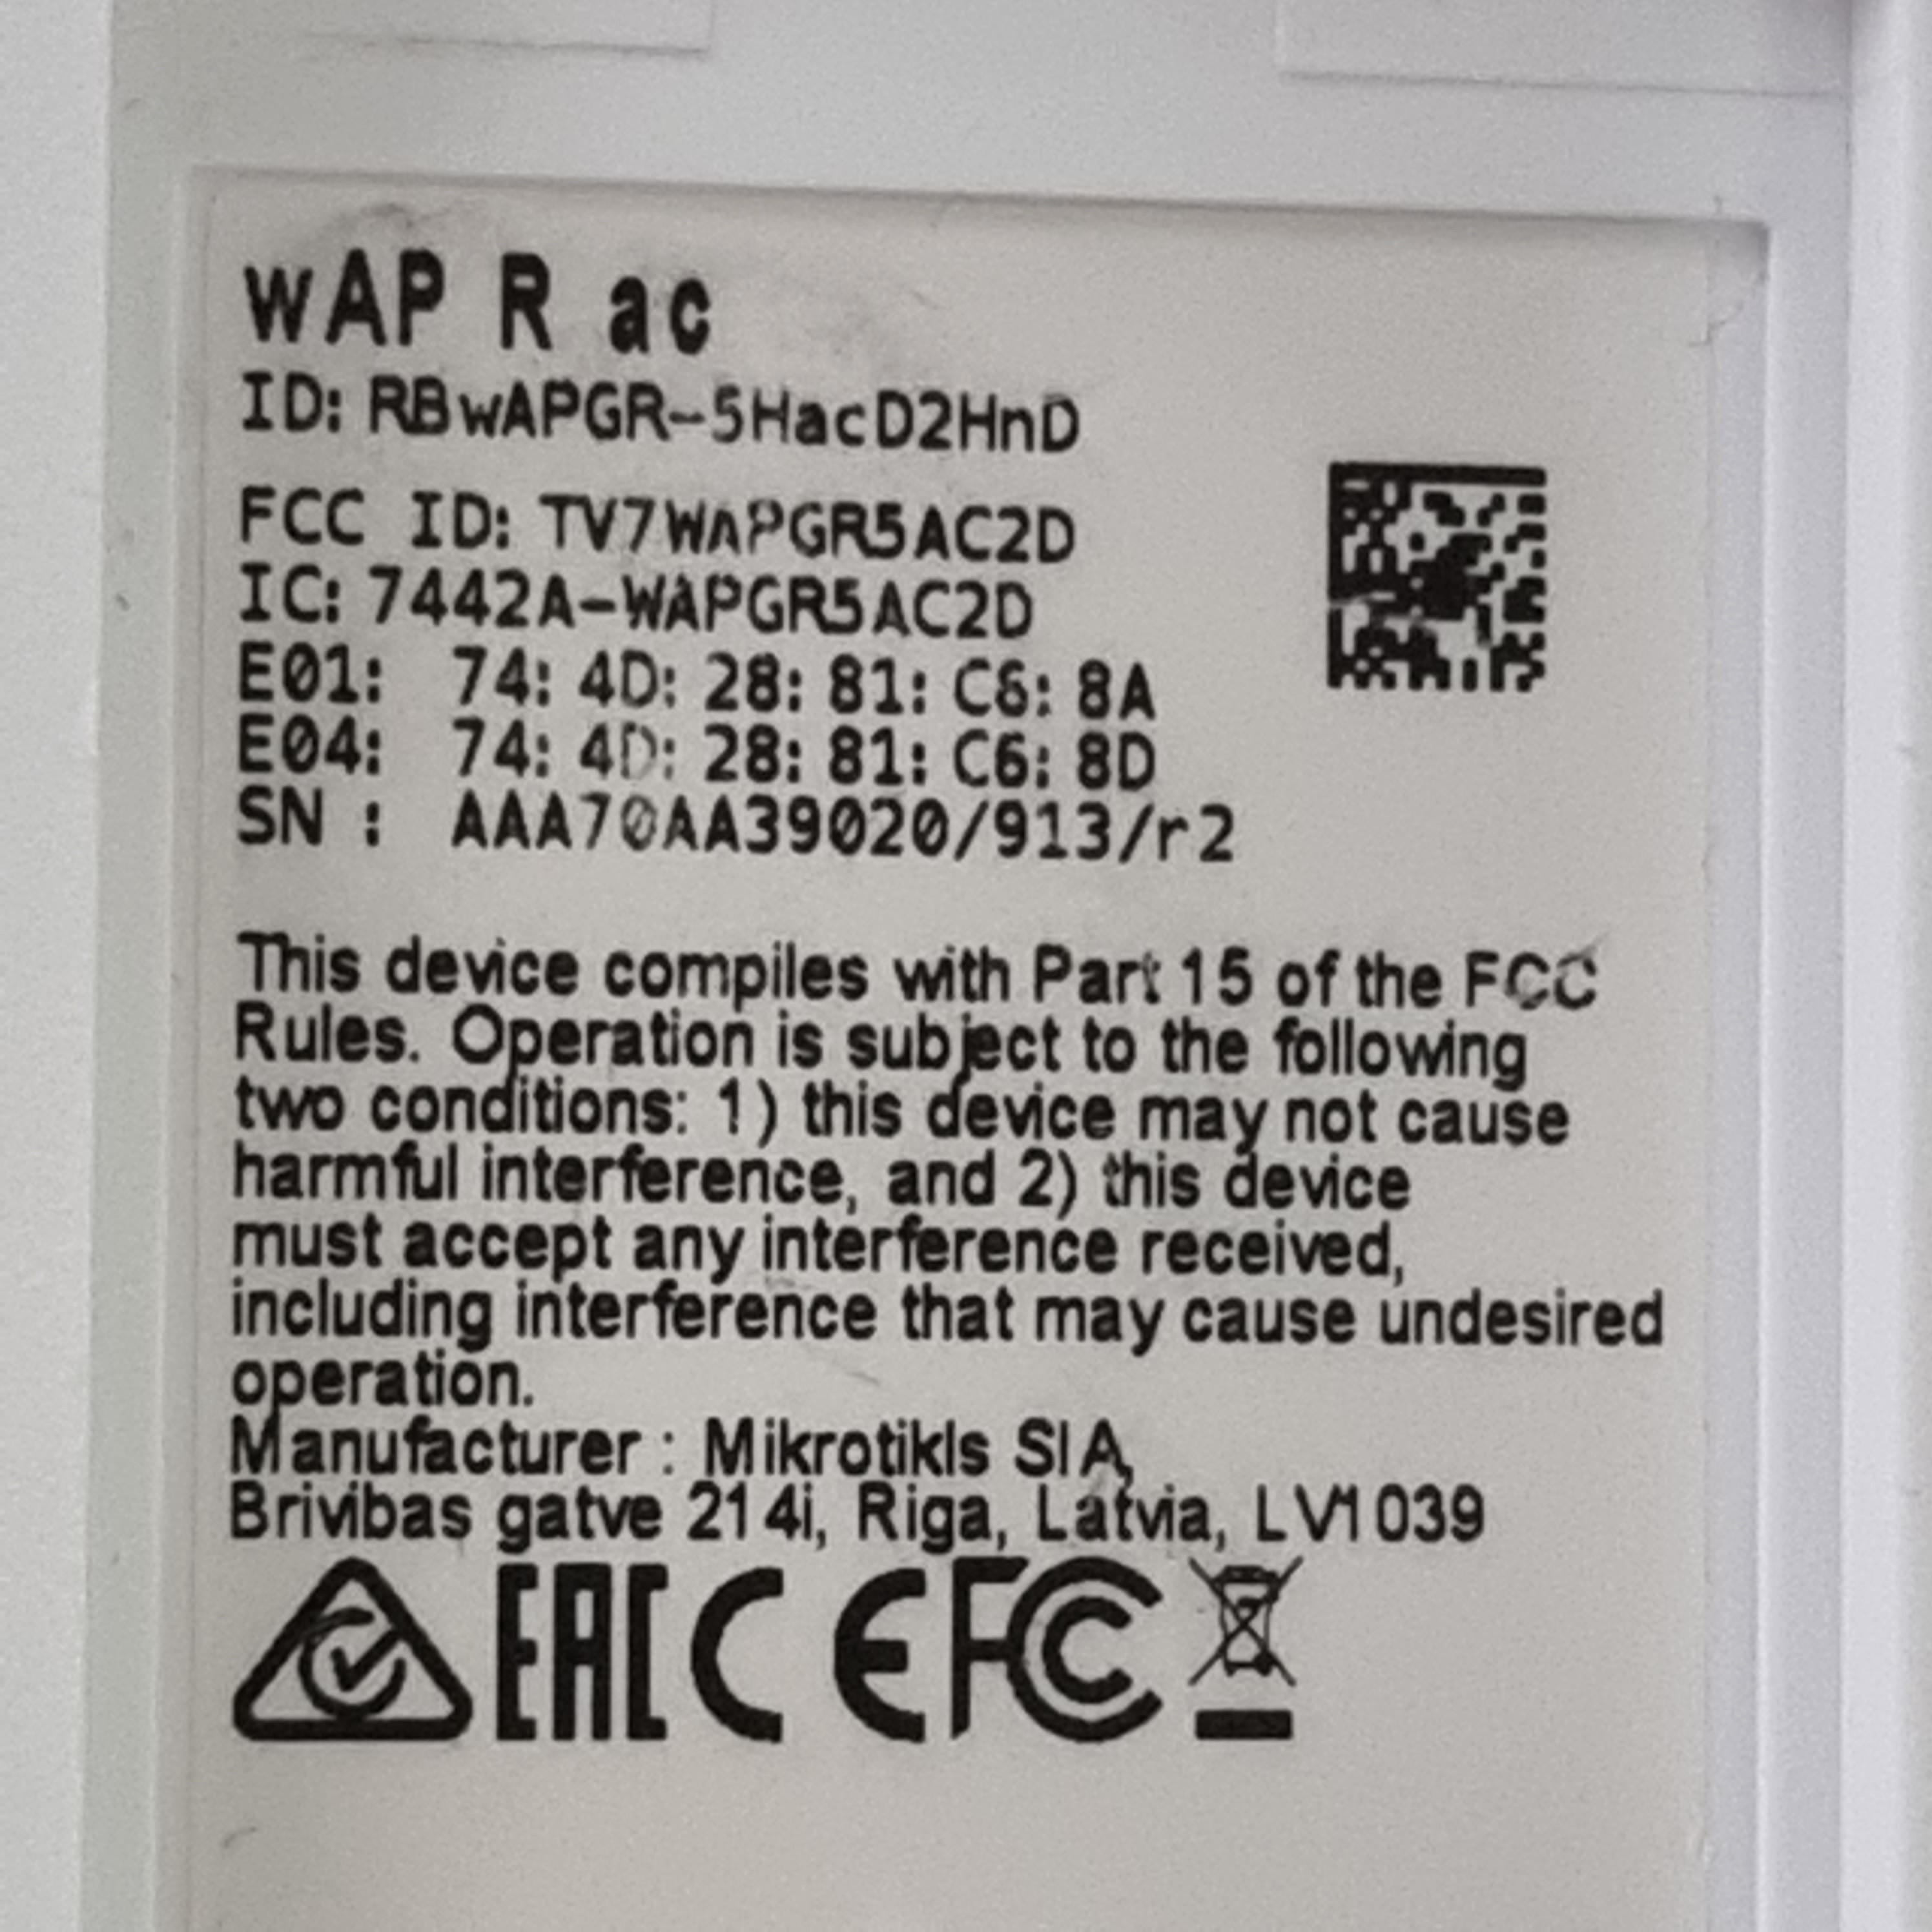 wAP R ac
ID: RBwAPGR-5HacD2HnD
FCC ID: TV7WAPGR5AC2D
IC: 7442A-WAPGR5AC2D
E01: 74: 4D: 28: 81: C6: 8A
E04: 74: 4D: 28: 81: C6: 8D
SN : AAA70AA39020/913/r2
This device compiles with Part 15 of the FCC
Rules. Operation is subject to the following
two conditions: 1) this device may not cause
harmful interference, and 2) this device
must accept any interference received,
including interference that may cause undesired
operation.
Manufacturer : Mikrotikls SIA,
Brivibas gatve 214i, Riga, Latvia, LV1039
EAC CE FC